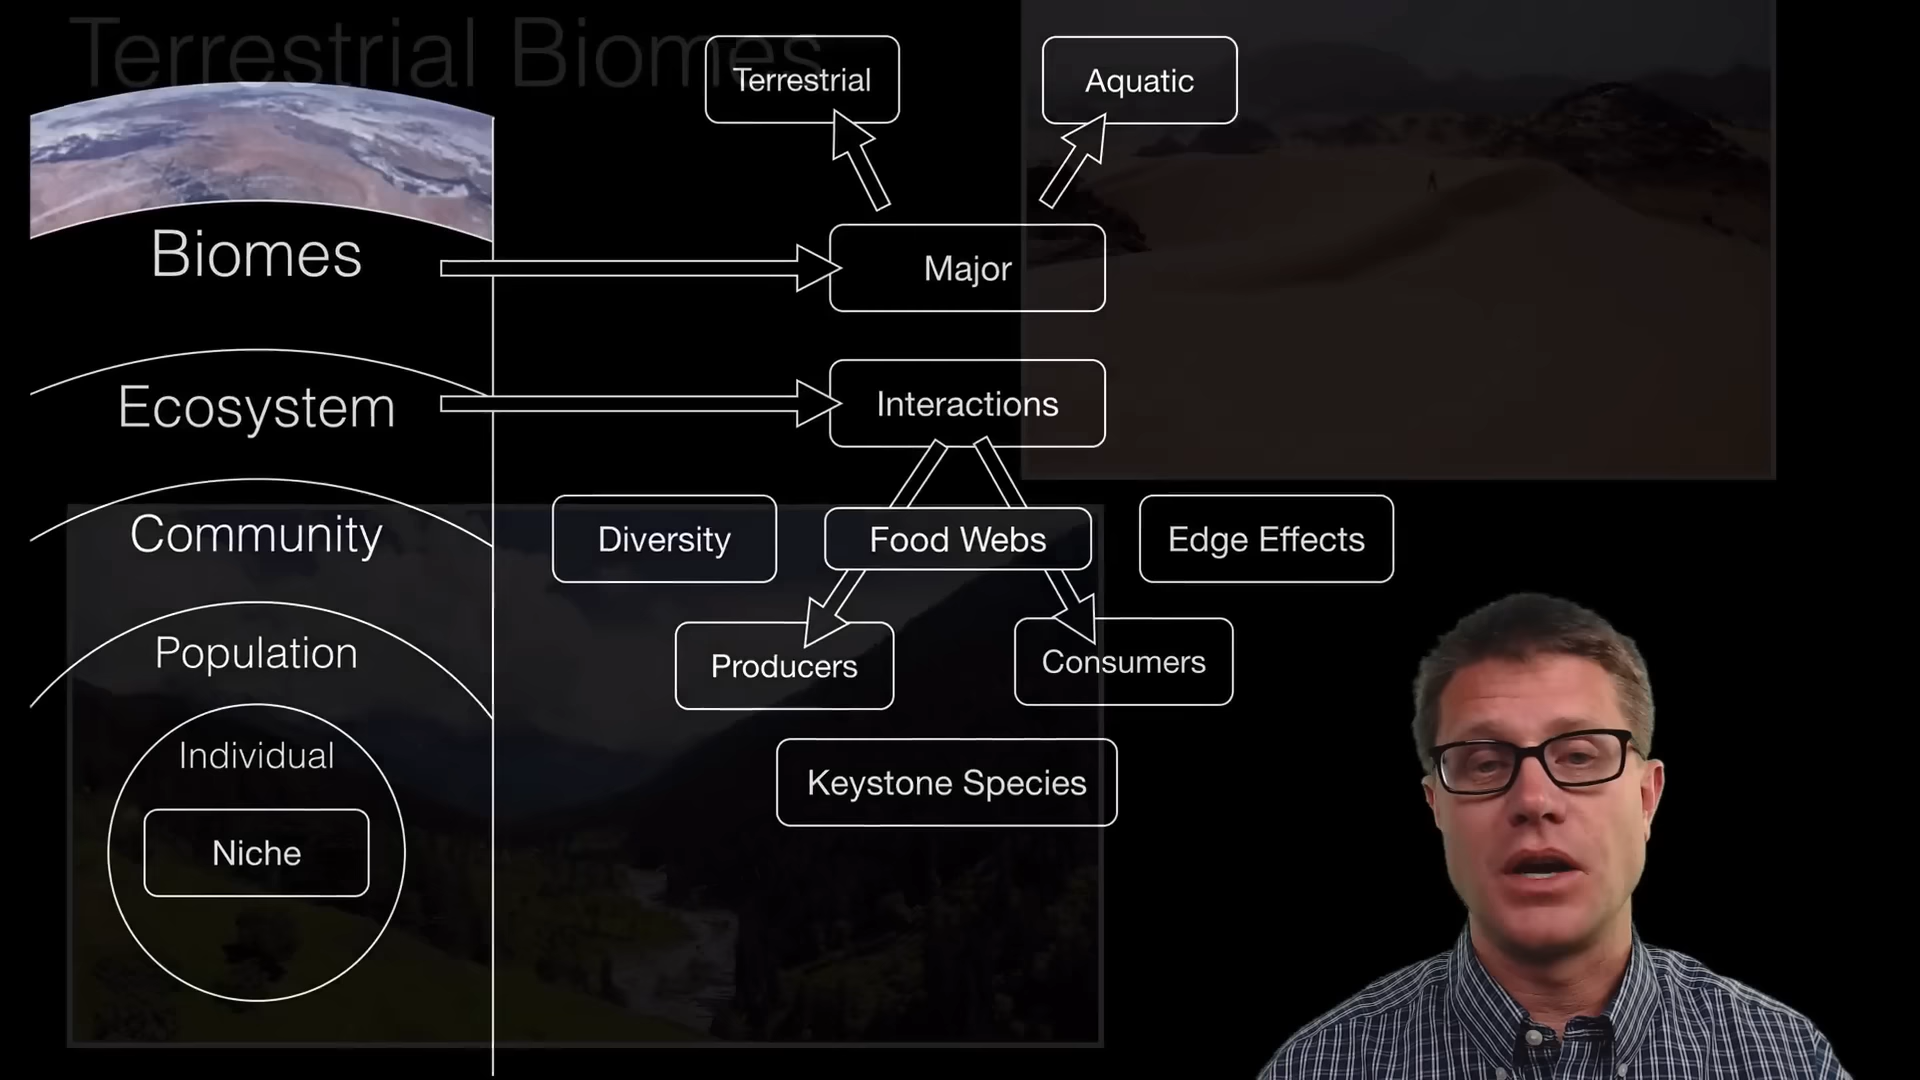 Terrestrial Biomes
Terrestrial
Aquatic
Biomes
Major
Ecosystem
Interactions
Community
Diversity
Food Webs
Edge Effects
Population
Producers
Consumers
Individual
Keystone Species
Niche